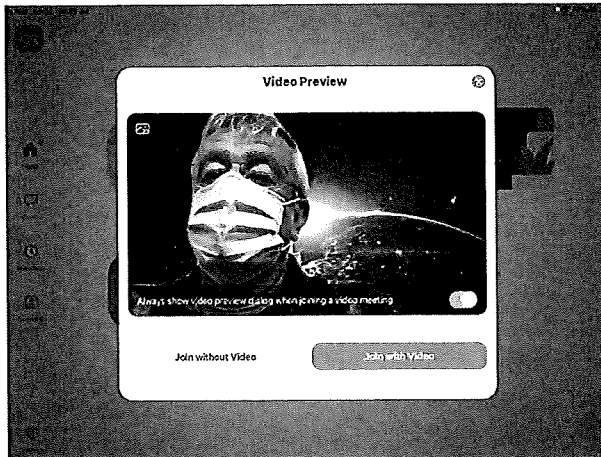 Video Preview
Always show video preview dialog when joining a video meeting
Join without Video
Join with Video